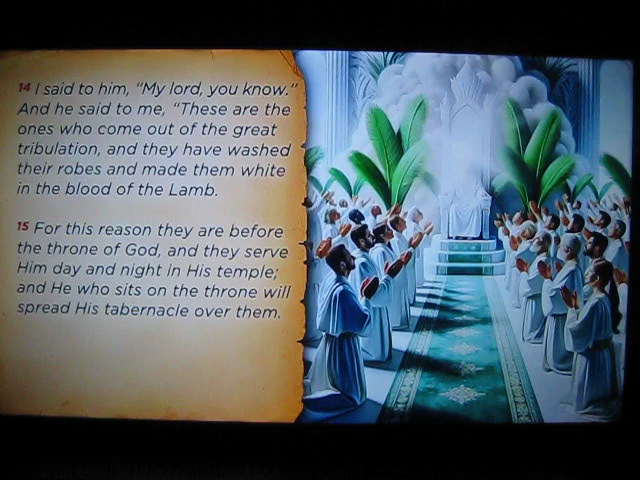 14 I said to him, “My lord, you know.”
And he said to me, “These are the
ones who come out of the great
tribulation, and they have washed
their robes and made them white
in the blood of the Lamb.
15 For this reason they are before
the throne of God, and they serve
Him day and night in His temple;
and He who sits on the throne will
spread His tabernacle over them.